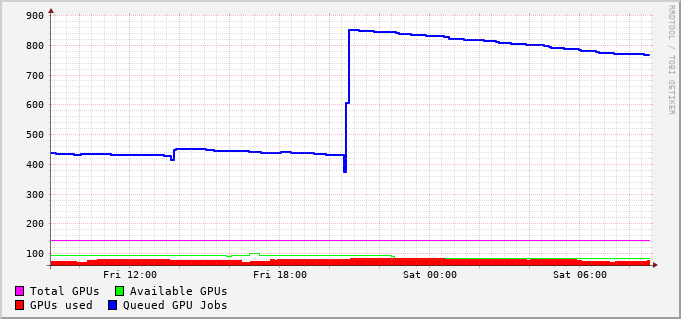 900
800
700
600
500
400
300
200
100
Fri 12:00 Fri 18:00 Sat 00:00 Sat 06:00
Total GPUs Available GPUs
GPUs used Queued GPU Jobs
RRDTOOL / TOBI OETIKER